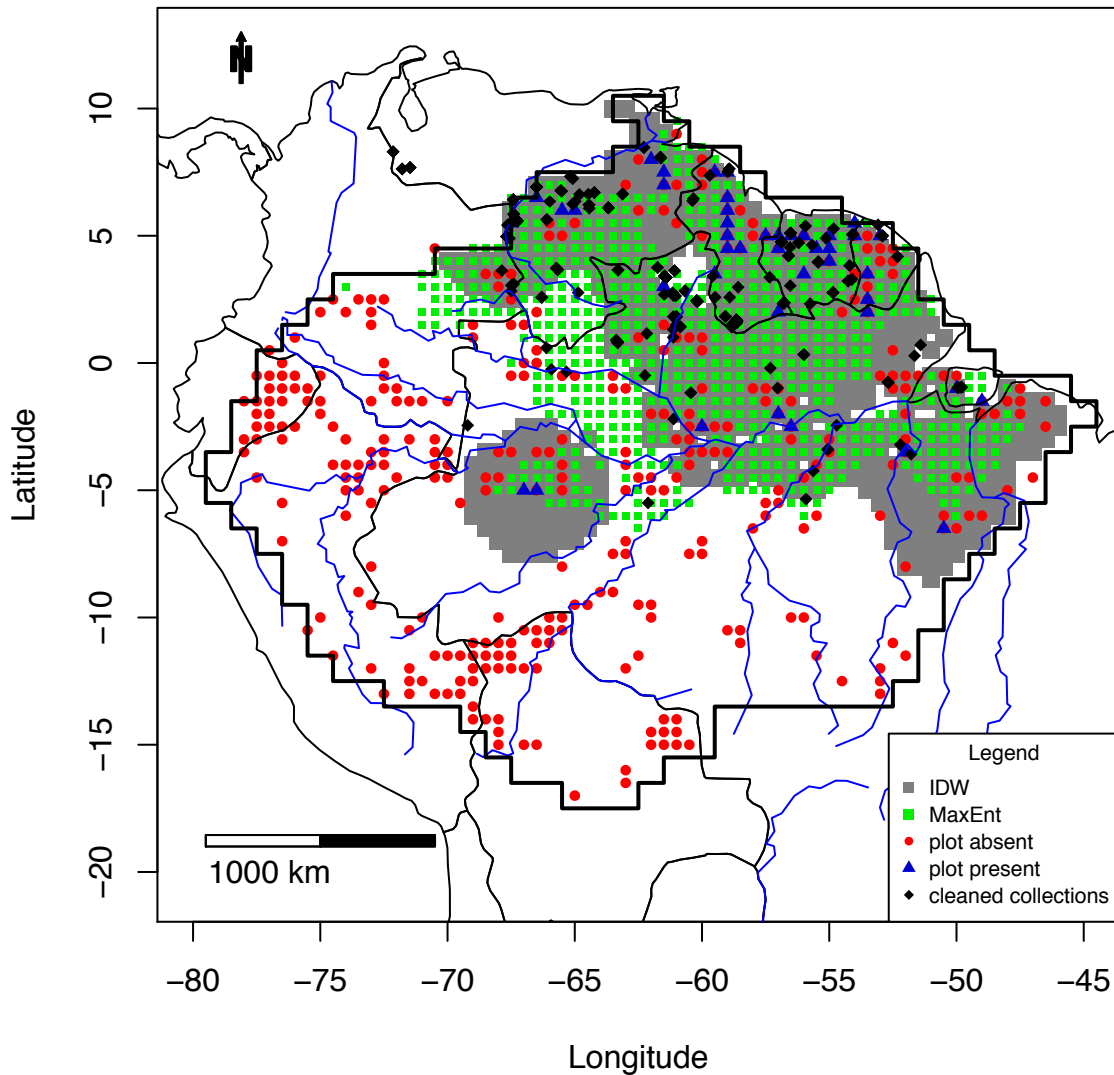 N
Latitude
10
5
0
−5
−10
−15
−20
1000 km
Legend
IDW
MaxEnt
plot absent
plot present
cleaned collections
−80 −75 −70 −65 −60 −55 −50 −45
Longitude